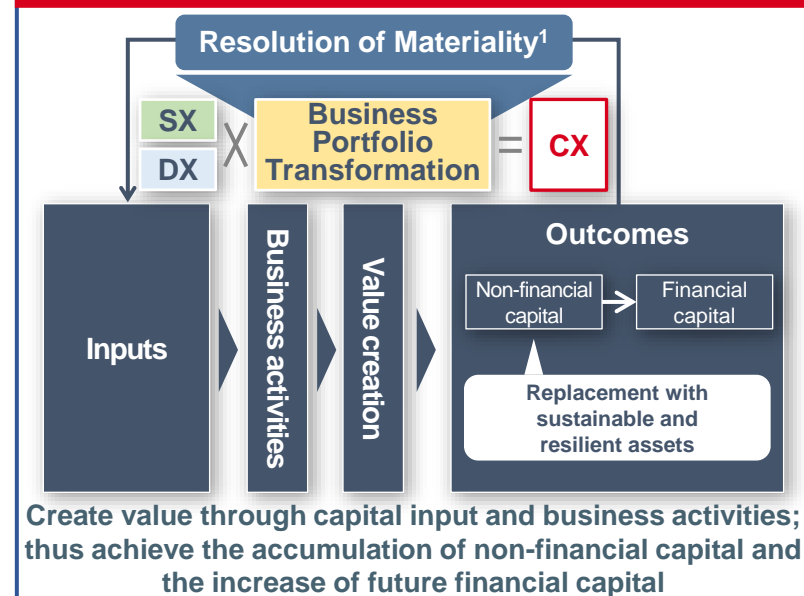 Resolution of Materiality1
SX
DX
X
Business
Portfolio
Transformation
=
CX
Inputs
Business activities
Value creation
Outcomes
Non-financial
capital
Financial
capital
Replacement with
sustainable and
resilient assets
Create value through capital input and business activities;
thus achieve the accumulation of non-financial capital and
the increase of future financial capital